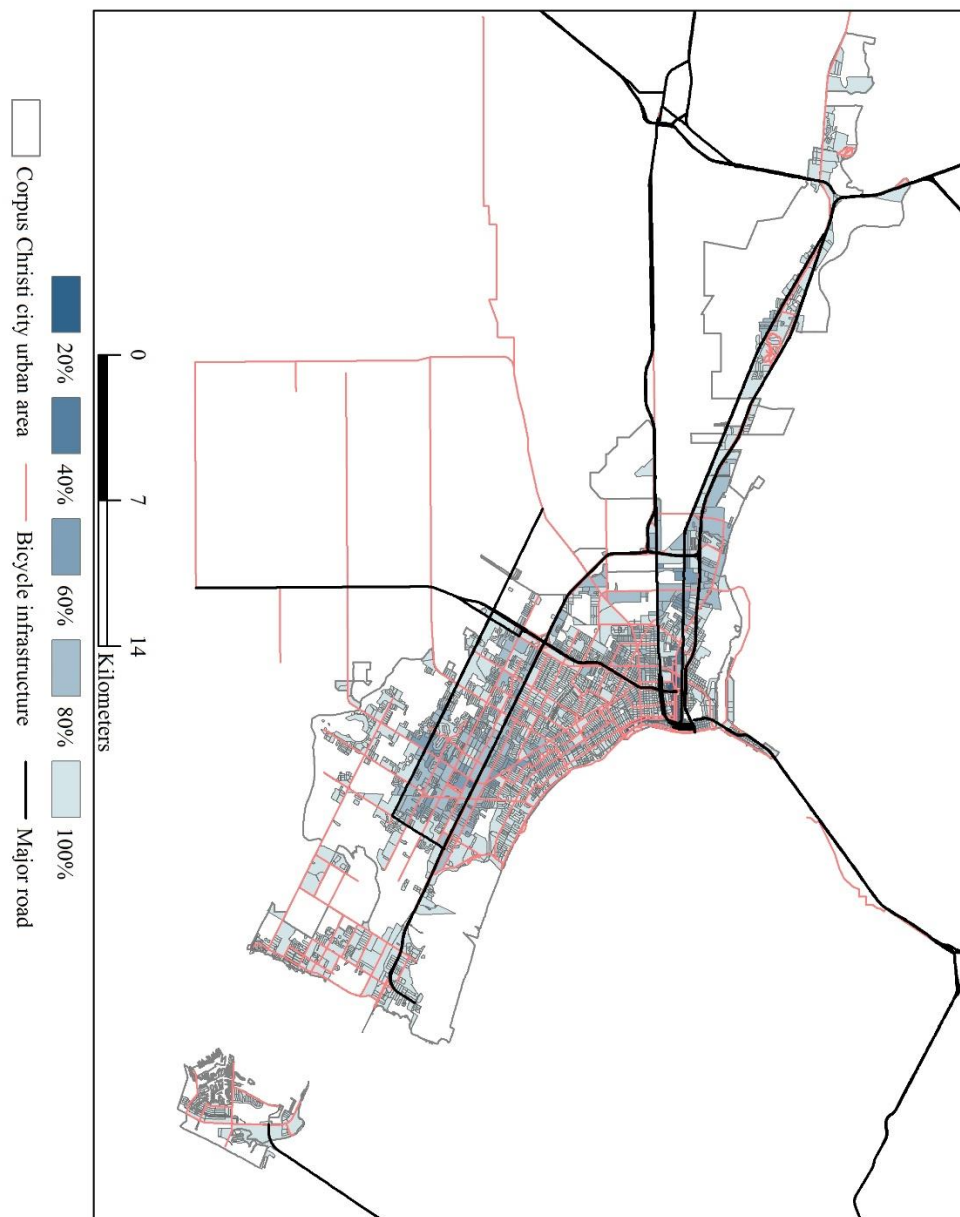 0 7 14
Kilometers
20% 40% 60% 80% 100%
Corpus Christi city urban area Bicycle infrastructure Major road